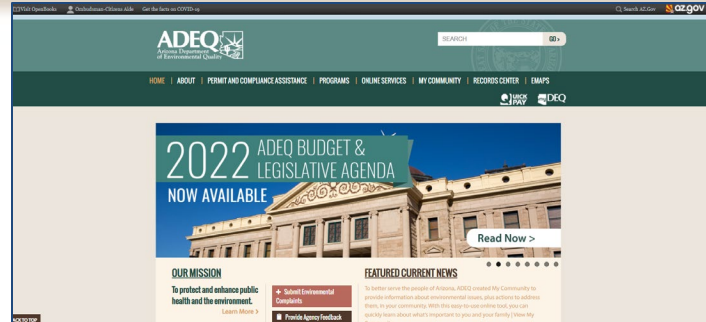 Visit OpenBooks   Ombudsman-Citizens Aide   Get the facts on COVID-19   Search AZ.Gov   az.gov
ADEQ
Arizona Department
of Environmental Quality
SEARCH   GO >
HOME | ABOUT | PERMIT AND COMPLIANCE ASSISTANCE | PROGRAMS | ONLINE SERVICES | MY COMMUNITY | RECORDS CENTER | EMAPS
QUICK
PAY
DEQ
2022 ADEQ BUDGET &
LEGISLATIVE AGENDA
NOW AVAILABLE
Read Now >
OUR MISSION
To protect and enhance public
health and the environment.
Learn More >
+ Submit Environmental
Complaints
Provide Agency Feedback
FEATURED CURRENT NEWS
To better serve the people of Arizona, ADEQ created My Community to
provide information about environmental issues, plus actions to address
them, in your community. With this easy-to-use online tool, you can
quickly learn about what's important to you and your family | View My
BACK TO TOP